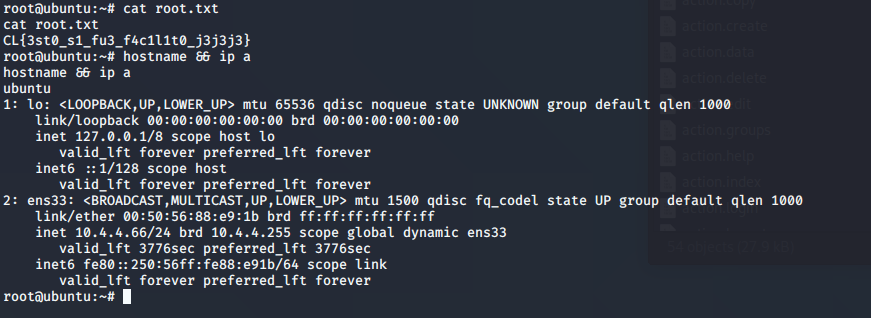 root@ubuntu:~# cat root.txt
cat root.txt
CL{3st0_s1_fu3_f4c1l1t0_j3j3j3}
root@ubuntu:~# hostname && ip a
hostname && ip a
ubuntu
1: lo: <LOOPBACK,UP,LOWER_UP> mtu 65536 qdisc noqueue state UNKNOWN group default qlen 1000
    link/loopback 00:00:00:00:00:00 brd 00:00:00:00:00:00
    inet 127.0.0.1/8 scope host lo
       valid_lft forever preferred_lft forever
    inet6 ::1/128 scope host
       valid_lft forever preferred_lft forever
2: ens33: <BROADCAST,MULTICAST,UP,LOWER_UP> mtu 1500 qdisc fq_codel state UP group default qlen 1000
    link/ether 00:50:56:88:e9:1b brd ff:ff:ff:ff:ff:ff
    inet 10.4.4.66/24 brd 10.4.4.255 scope global dynamic ens33
       valid_lft 3776sec preferred_lft 3776sec
    inet6 fe80::250:56ff:fe88:e91b/64 scope link
       valid_lft forever preferred_lft forever
root@ubuntu:~#
action.copy
action.create
action.data
action.delete
action.groups
action.help
action.index